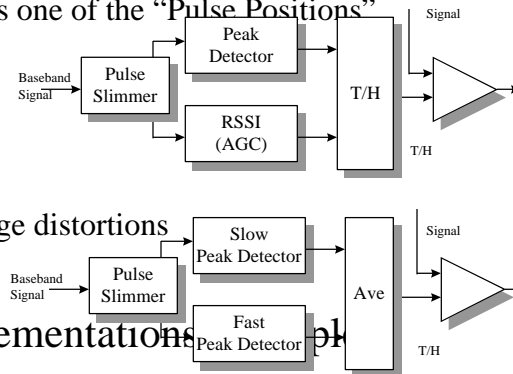 s one of the “Pulse Positions”
Signal
Peak
Detector
Baseband
Signal
Pulse
Slimmer
T/H
RSSI
(AGC)
T/H
ge distortions
Slow
Peak Detector
Signal
Baseband
Signal
Pulse
Slimmer
Ave
Fast
Peak Detector
ementations
T/H